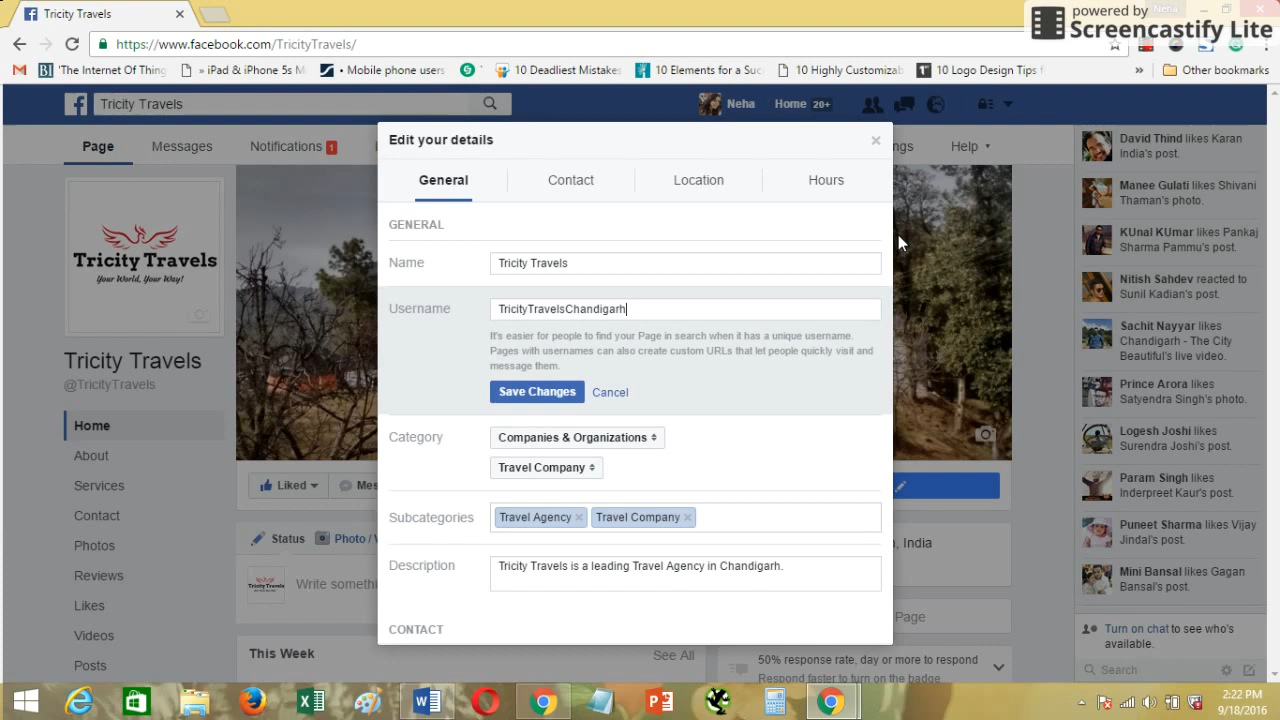 Tricity Travels
powered by
Screencastify Lite
Neha
https://www.facebook.com/TricityTravels/
'The Internet Of Thing
» iPad & iPhone 5s M
• Mobile phone users
10 Deadliest Mistakes
10 Elements for a Suc
10 Highly Customizab
10 Logo Design Tips f
»
Other bookmarks
Tricity Travels
Neha
Home 20+
Page
Messages
Notifications 1
ngs
Help
Edit your details
×
General
Contact
Location
Hours
GENERAL
Name
Tricity Travels
Username
TricityTravelsChandigarh
It's easier for people to find your Page in search when it has a unique username.
Pages with usernames can also create custom URLs that let people quickly visit and
message them.
Save Changes
Cancel
Category
Companies & Organizations
Travel Company
Subcategories
Travel Agency ×
Travel Company ×
Description
Tricity Travels is a leading Travel Agency in Chandigarh.
CONTACT
Tricity Travels
Your World, Your Way!
Tricity Travels
@TricityTravels
Home
About
Services
Contact
Photos
Reviews
Likes
Videos
Posts
Liked
Mes
Status
Photo / V
Write somethi
This Week
See All
, India
Page
50% response rate, day or more to respond
Respond faster to turn on the badge
David Thind likes Karan
India's post.
Manee Gulati likes Shivani
Thaman's photo.
KUnal KUmar likes Pankaj
Sharma Pammu's post.
Nitish Sahdev reacted to
Sunil Kadian's post.
Sachit Nayyar likes
Chandigarh - The City
Beautiful's live video.
Prince Arora likes
Satyendra Singh's photo.
Logesh Joshi likes
Surendra Joshi's post.
Param Singh likes
Inderpreet Kaur's post.
Puneet Sharma likes Vijay
Jindal's post.
Mini Bansal likes Gagan
Bansal's post.
Turn on chat to see who's
available.
Search
2:22 PM
9/18/2016